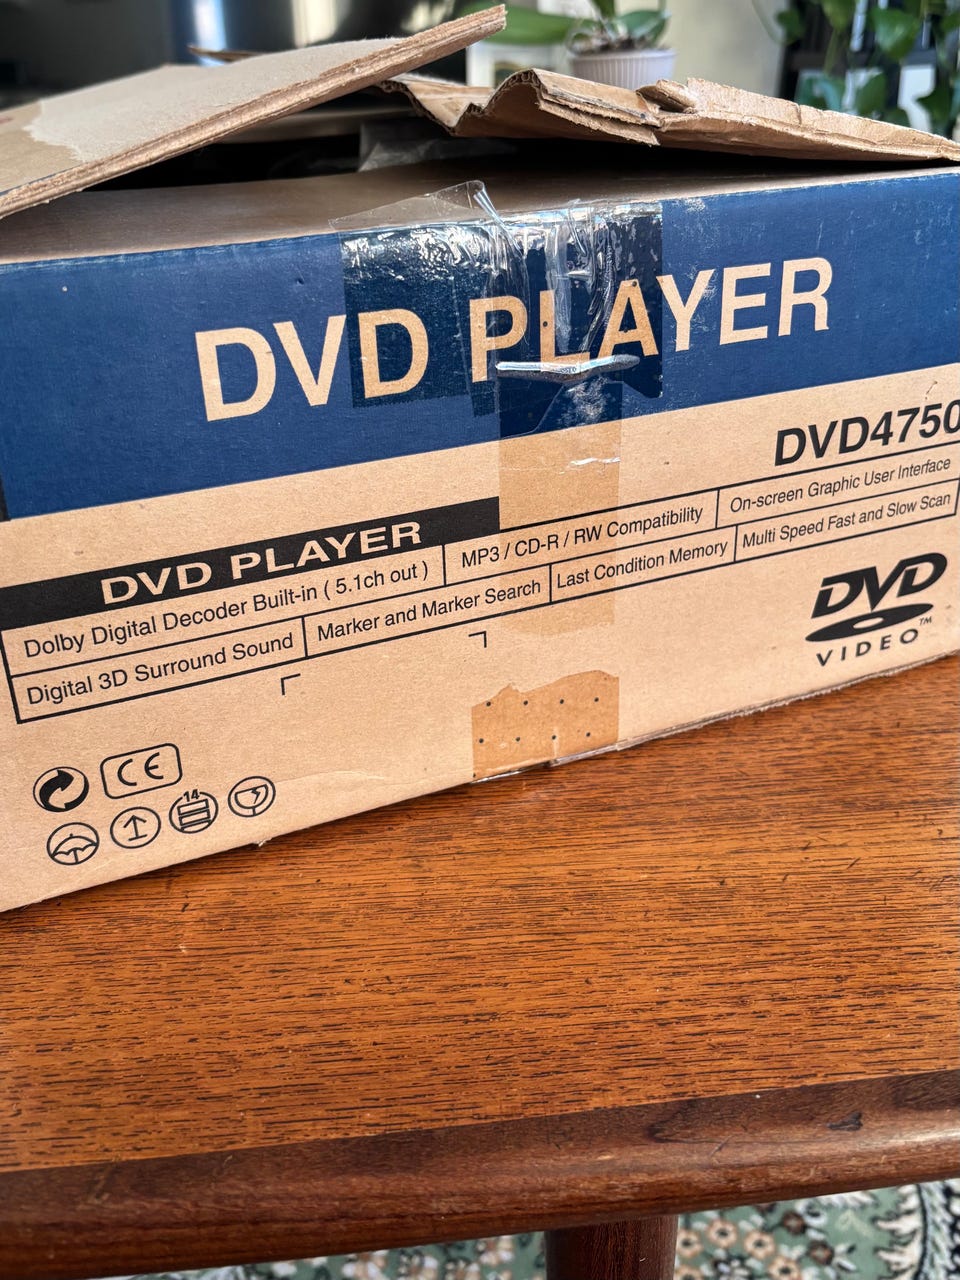 DVD PLAYER
DVD4750
DVD PLAYER
Dolby Digital Decoder Built-in ( 5.1ch out ) MP3 / CD-R / RW Compatibility On-screen Graphic User Interface
Digital 3D Surround Sound Marker and Marker Search Last Condition Memory Multi Speed Fast and Slow Scan
DVD
VIDEO™
CE
14